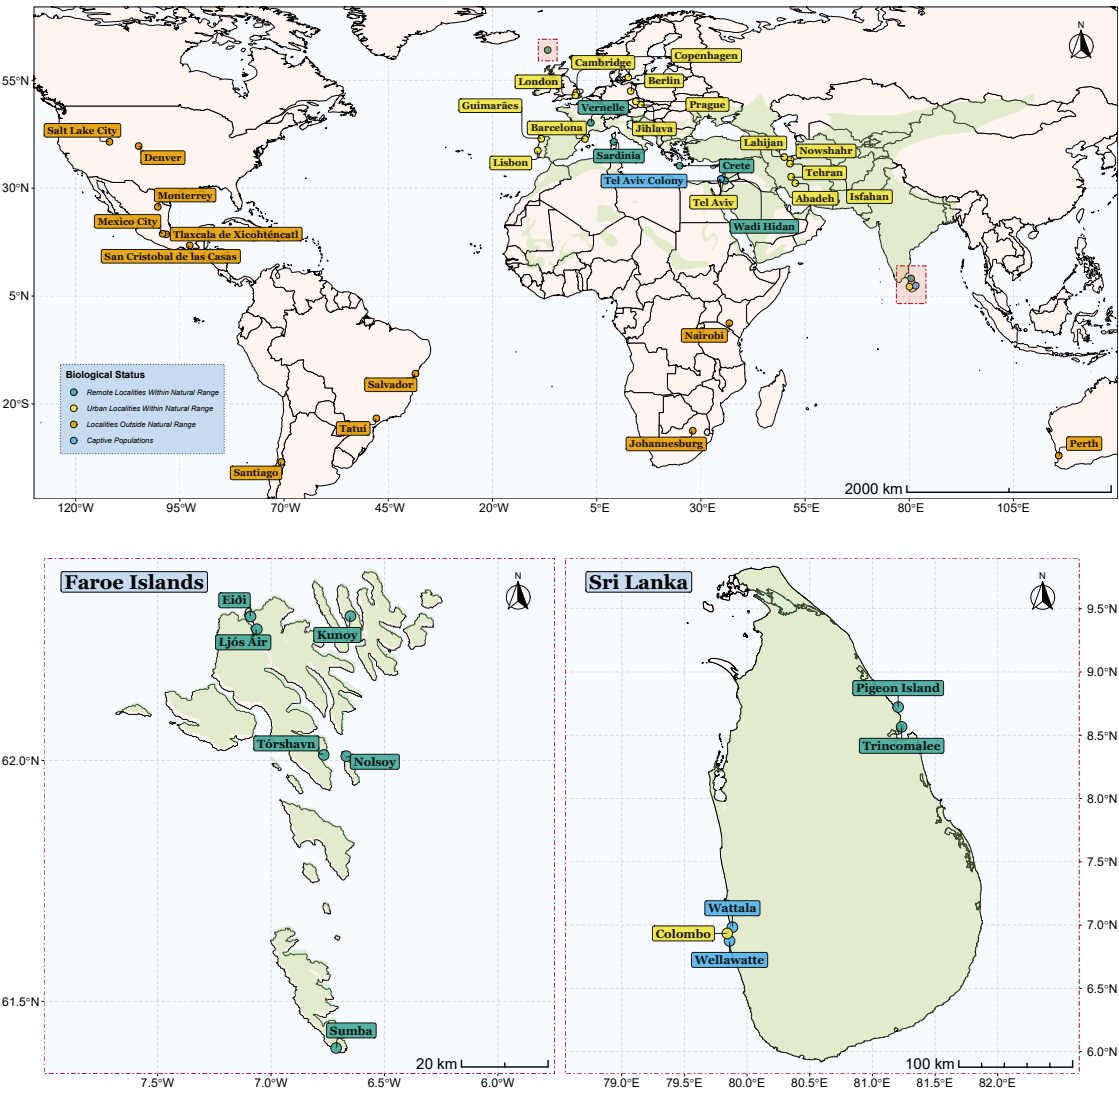 N
55°N
30°N
5°N
20°S
Copenhagen
Cambridge
London
Berlin
Guimarães
Vernelle
Prague
Salt Lake City
Barcelona
Jihlava
Denver
Lahijan
Nowshahr
Sardinia
Lisbon
Crete
Tehran
Tel Aviv Colony
Monterrey
Tel Aviv
Abadeh
Isfahan
Mexico City
Wadi Hidan
Tlaxcala de Xicohténcatl
San Cristobal de las Casas
Nairobi
Biological Status
Remote Localities Within Natural Range
Urban Localities Within Natural Range
Localities Outside Natural Range
Captive Populations
Salvador
Tatuí
Johannesburg
Perth
Santiago
2000 km
120°W
95°W
70°W
45°W
20°W
5°E
30°E
55°E
80°E
105°E
Faroe Islands
N
Eiði
Ljós Áir
Kunoy
Tórshavn
Nolsoy
Sumba
62.0°N
61.5°N
20 km
7.5°W
7.0°W
6.5°W
6.0°W
Sri Lanka
N
Pigeon Island
Trincomalee
Wattala
Colombo
Wellawatte
9.5°N
9.0°N
8.5°N
8.0°N
7.5°N
7.0°N
6.5°N
6.0°N
100 km
79.0°E
79.5°E
80.0°E
80.5°E
81.0°E
81.5°E
82.0°E